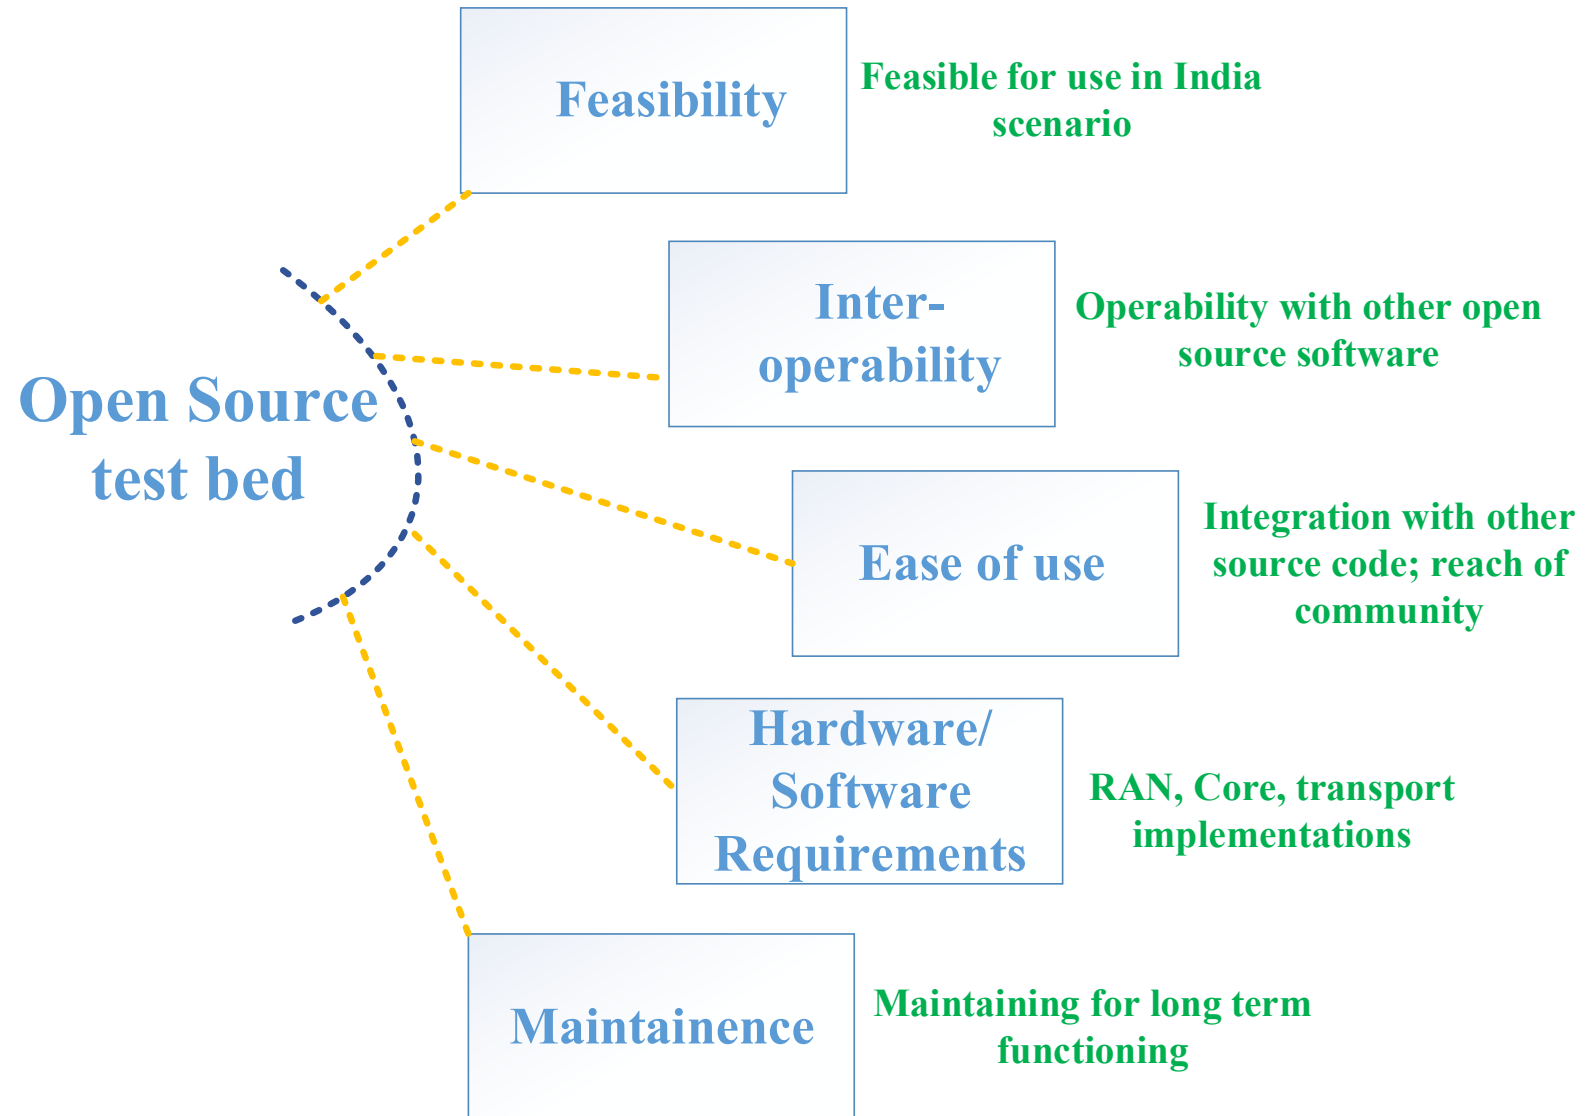 Open Source
test bed
Feasibility
Feasible for use in India
scenario
Inter-
operability
Operability with other open
source software
Ease of use
Integration with other
source code; reach of
community
Hardware/
Software
Requirements
RAN, Core, transport
implementations
Maintainence
Maintaining for long term
functioning